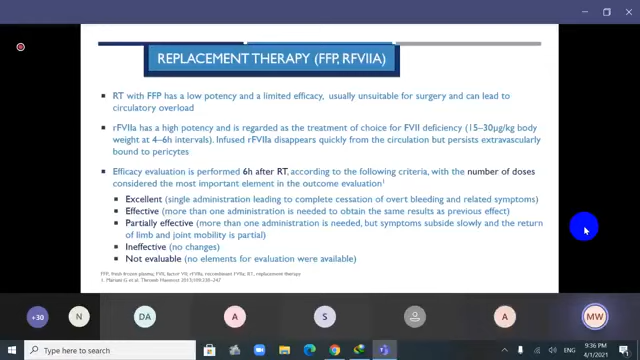 REPLACEMENT THERAPY (FFP, RFVIIA)
RT with FFP has a low potency and a limited efficacy, usually unsuitable for surgery and can lead to
circulatory overload
rFVIIa has a high potency and is regarded as the treatment of choice for FVII deficiency (15–30µg/kg body
weight at 4–6h intervals). Infused rFVIIa disappears quickly from the circulation but persists extravascularly
bound to pericytes
Efficacy evaluation is performed 6h after RT, according to the following criteria, with the number of doses
considered the most important element in the outcome evaluation¹
Excellent (single administration leading to complete cessation of overt bleeding and related symptoms)
Effective (more than one administration is needed to obtain the same results as previous effect)
Partially effective (more than one administration is needed, but symptoms subside slowly and the return
of limb and joint mobility is partial)
Ineffective (no changes)
Not evaluable (no elements for evaluation were available)
FFP, fresh frozen plasma, FVII, factor VII, rFVIIa, recombinant FVIIa, RT, replacement therapy
1. Mariani G et al. Thromb Haemost 2013;109:238–247
+30
N
DA
A
S
A
MW
Type here to search
ENG
9:36 PM
4/1/2021